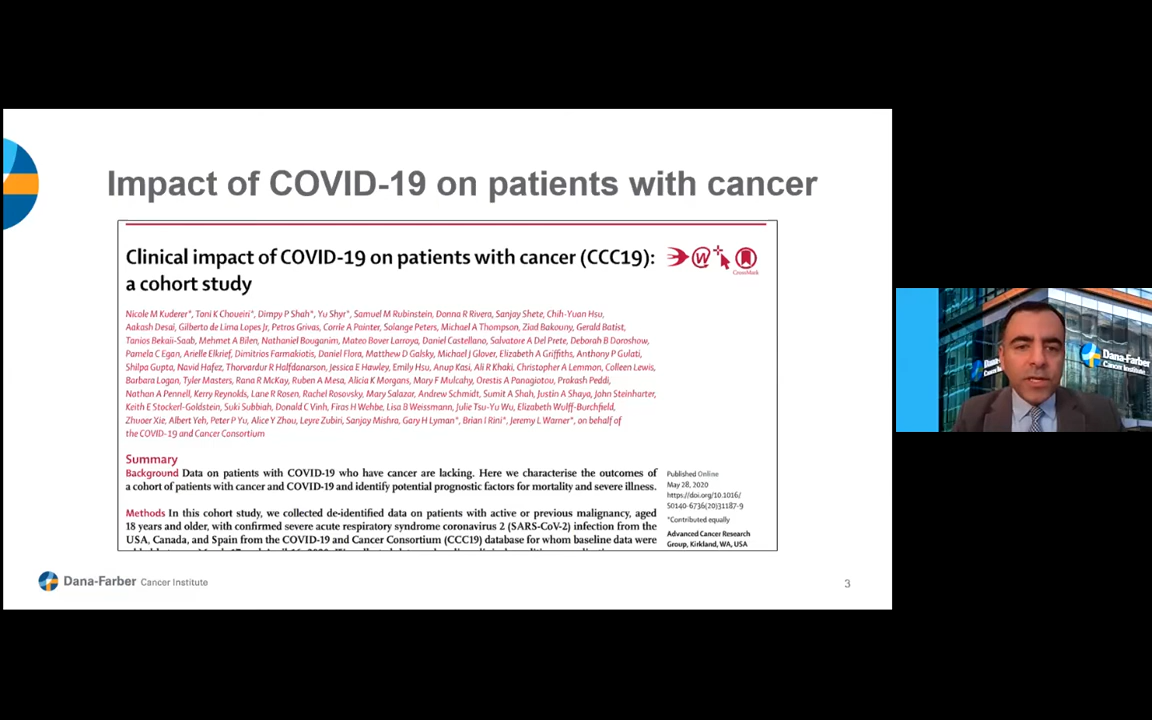 Impact of COVID-19 on patients with cancer
Clinical impact of COVID-19 on patients with cancer (CCC19):
a cohort study
CrossMark
Nicole M Kuderer*, Toni K Choueiri*, Dimpy P Shah*, Yu Shyr*, Samuel M Rubinstein, Donna R Rivera, Sanjay Shete, Chih-Yuan Hsu,
Aakash Desai, Gilberto de Lima Lopes Jr, Petros Grivas, Corrie A Painter, Solange Peters, Michael A Thompson, Ziad Bakouny, Gerald Batist,
Tanios Bekaii-Saab, Mehmet A Bilen, Nathaniel Bouganim, Mateo Bover Larroya, Daniel Castellano, Salvatore A Del Prete, Deborah B Doroshow,
Pamela C Egan, Arielle Elkrief, Dimitrios Farmakiotis, Daniel Flora, Matthew D Galsky, Michael J Glover, Elizabeth A Griffiths, Anthony P Gulati,
Shilpa Gupta, Navid Hafez, Thorvardur R Halfdanarson, Jessica E Hawley, Emily Hsu, Anup Kasi, Ali R Khaki, Christopher A Lemmon, Colleen Lewis,
Barbara Logan, Tyler Masters, Rana R McKay, Ruben A Mesa, Alicia K Morgans, Mary F Mulcahy, Orestis A Panagiotou, Prakash Peddi,
Nathan A Pennell, Kerry Reynolds, Lane R Rosen, Rachel Rosovsky, Mary Salazar, Andrew Schmidt, Sumit A Shah, Justin A Shaya, John Steinharter,
Keith E Stockerl-Goldstein, Suki Subbiah, Donald C Vinh, Firas H Wehbe, Lisa B Weissmann, Julie Tsu-Yu Wu, Elizabeth Wulff-Burchfield,
Zhuoer Xie, Albert Yeh, Peter P Yu, Alice Y Zhou, Leyre Zubiri, Sanjay Mishra, Gary H Lyman*, Brian I Rini*, Jeremy L Warner*, on behalf of
the COVID-19 and Cancer Consortium
Summary
Background Data on patients with COVID-19 who have cancer are lacking. Here we characterise the outcomes of
a cohort of patients with cancer and COVID-19 and identify potential prognostic factors for mortality and severe illness.
Methods In this cohort study, we collected de-identified data on patients with active or previous malignancy, aged
18 years and older, with confirmed severe acute respiratory syndrome coronavirus 2 (SARS-CoV-2) infection from the
USA, Canada, and Spain from the COVID-19 and Cancer Consortium (CCC19) database for whom baseline data were
Published Online
May 28, 2020
https://doi.org/10.1016/
S0140-6736(20)31187-9
*Contributed equally
Advanced Cancer Research
Group, Kirkland, WA, USA
Dana-Farber Cancer Institute
3
Dana-Farber
Cancer Institute